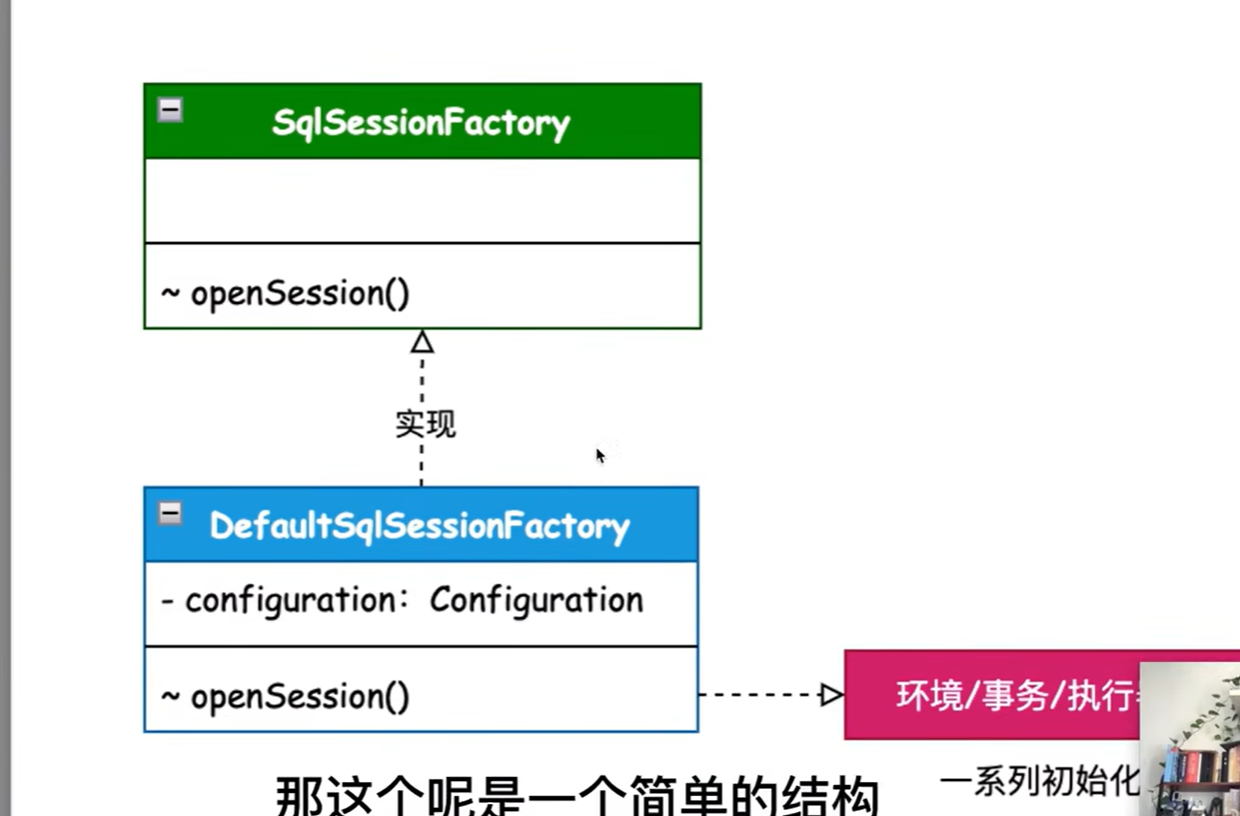 SqlSessionFactory
~ openSession()
实现
DefaultSqlSessionFactory
- configuration： Configuration
~ openSession()
环境/事务/执行
一系列初始化
那这个呢是一个简单的结构